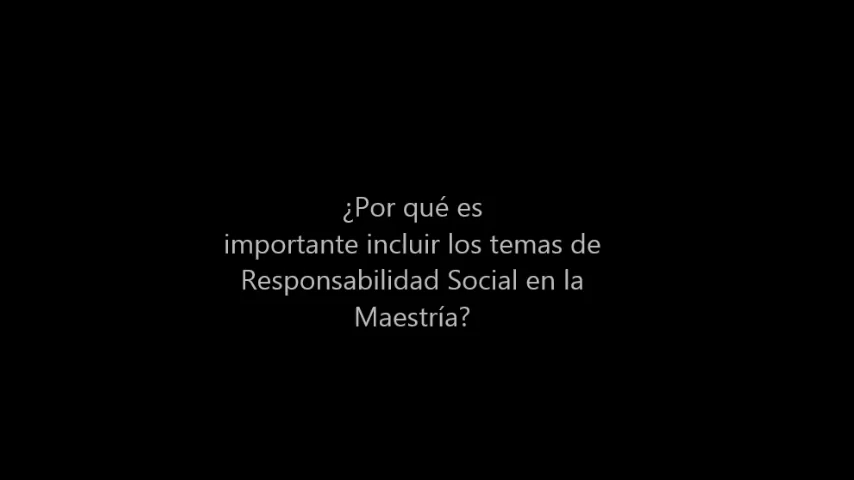 ¿Por qué es
importante incluir los temas de
Responsabilidad Social en la
Maestría?